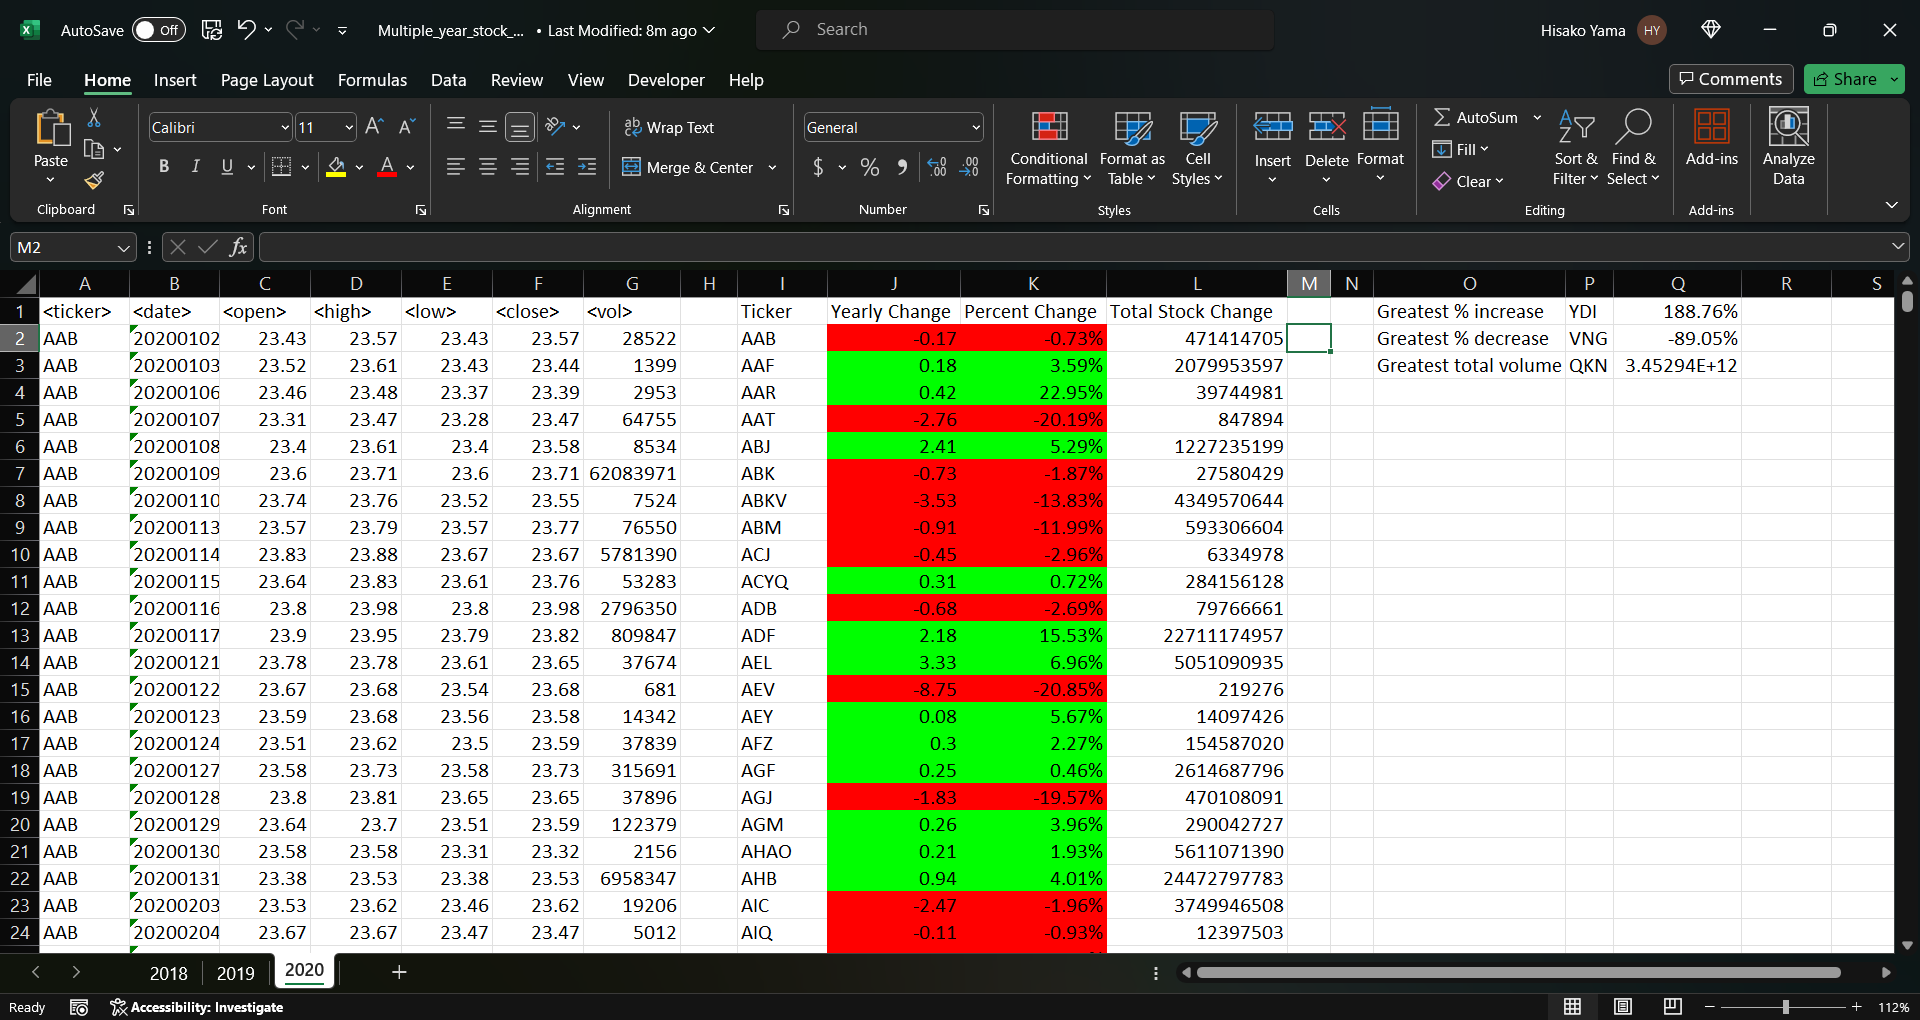 AutoSave Off Multiple_year_stock_... • Last Modified: 8m ago Search Hisako Yama HY
File Home Insert Page Layout Formulas Data Review View Developer Help Comments Share
Paste Calibri 11 Wrap Text General Conditional Formatting Format as Table Cell Styles Insert Delete Format AutoSum Fill Clear Sort & Filter Find & Select Add-ins Analyze Data
B I U A Merge & Center $ % 
Clipboard Font Alignment Number Styles Cells Editing Add-ins
M2 fx
A B C D E F G H I J K L M N O P Q R S
1 <ticker> <date> <open> <high> <low> <close> <vol> Ticker Yearly Change Percent Change Total Stock Change Greatest % increase YDI 188.76%
2 AAB 20200102 23.43 23.57 23.43 23.57 28522 AAB -0.17 -0.73% 471414705 Greatest % decrease VNG -89.05%
3 AAB 20200103 23.52 23.61 23.43 23.44 1399 AAF 0.18 3.59% 2079953597 Greatest total volume QKN 3.45294E+12
4 AAB 20200106 23.46 23.48 23.37 23.39 2953 AAR 0.42 22.95% 39744981
5 AAB 20200107 23.31 23.47 23.28 23.47 64755 AAT -2.76 -20.19% 847894
6 AAB 20200108 23.4 23.61 23.4 23.58 8534 ABJ 2.41 5.29% 1227235199
7 AAB 20200109 23.6 23.71 23.6 23.71 62083971 ABK -0.73 -1.87% 27580429
8 AAB 20200110 23.74 23.76 23.52 23.55 7524 ABKV -3.53 -13.83% 4349570644
9 AAB 20200113 23.57 23.79 23.57 23.77 76550 ABM -0.91 -11.99% 593306604
10 AAB 20200114 23.83 23.88 23.67 23.67 5781390 ACJ -0.45 -2.96% 6334978
11 AAB 20200115 23.64 23.83 23.61 23.76 53283 ACYQ 0.31 0.72% 284156128
12 AAB 20200116 23.8 23.98 23.8 23.98 2796350 ADB -0.68 -2.69% 79766661
13 AAB 20200117 23.9 23.95 23.79 23.82 809847 ADF 2.18 15.53% 22711174957
14 AAB 20200121 23.78 23.78 23.61 23.65 37674 AEL 3.33 6.96% 5051090935
15 AAB 20200122 23.67 23.68 23.54 23.68 681 AEV -8.75 -20.85% 219276
16 AAB 20200123 23.59 23.68 23.56 23.58 14342 AEY 0.08 5.67% 14097426
17 AAB 20200124 23.51 23.62 23.5 23.59 37839 AFZ 0.3 2.27% 154587020
18 AAB 20200127 23.58 23.73 23.58 23.73 315691 AGF 0.25 0.46% 2614687796
19 AAB 20200128 23.8 23.81 23.65 23.65 37896 AGJ -1.83 -19.57% 470108091
20 AAB 20200129 23.64 23.7 23.51 23.59 122379 AGM 0.26 3.96% 290042727
21 AAB 20200130 23.58 23.58 23.31 23.32 2156 AHAO 0.21 1.93% 5611071390
22 AAB 20200131 23.38 23.53 23.38 23.53 6958347 AHB 0.94 4.01% 24472797783
23 AAB 20200203 23.53 23.62 23.46 23.62 19206 AIC -2.47 -1.96% 3749946508
24 AAB 20200204 23.67 23.67 23.47 23.47 5012 AIQ -0.11 -0.93% 12397503
2018 2019 2020
Ready Accessibility: Investigate 112%